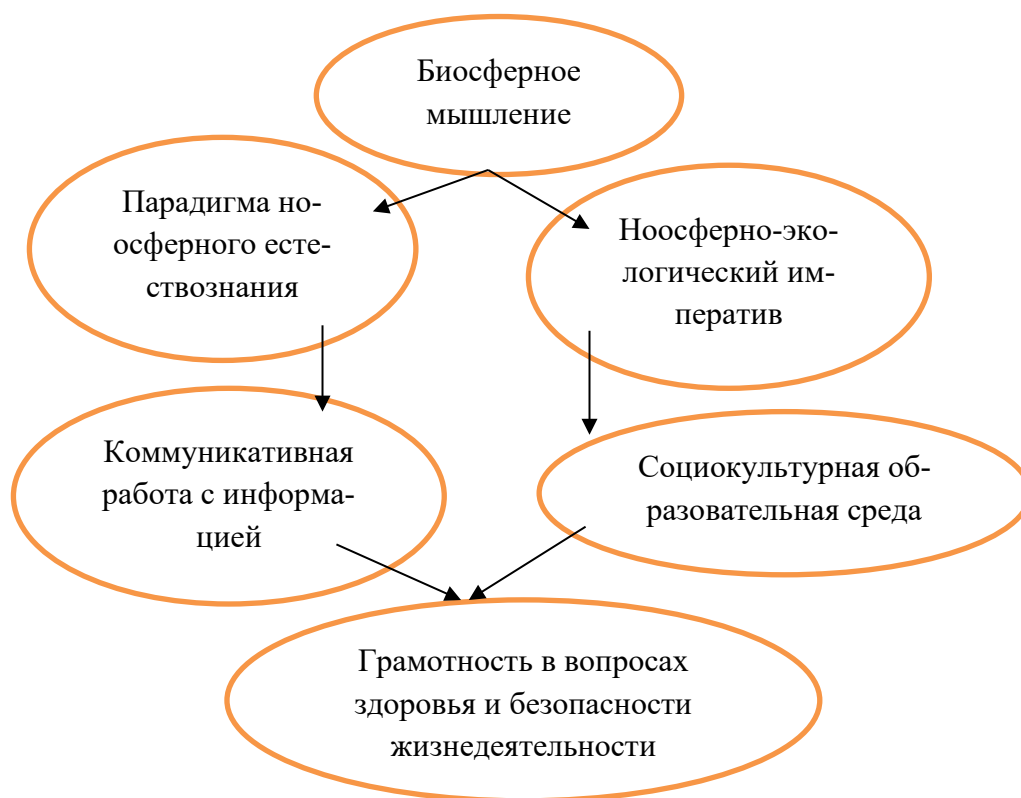 Биосферное
мышление
Парадигма но-
осферного есте-
ствознания
Ноосферно-эко-
логический им-
ператив
Коммуникативная
работа с информа-
цией
Социокультурная об-
разовательная среда
Грамотность в вопросах
здоровья и безопасности
жизнедеятельности